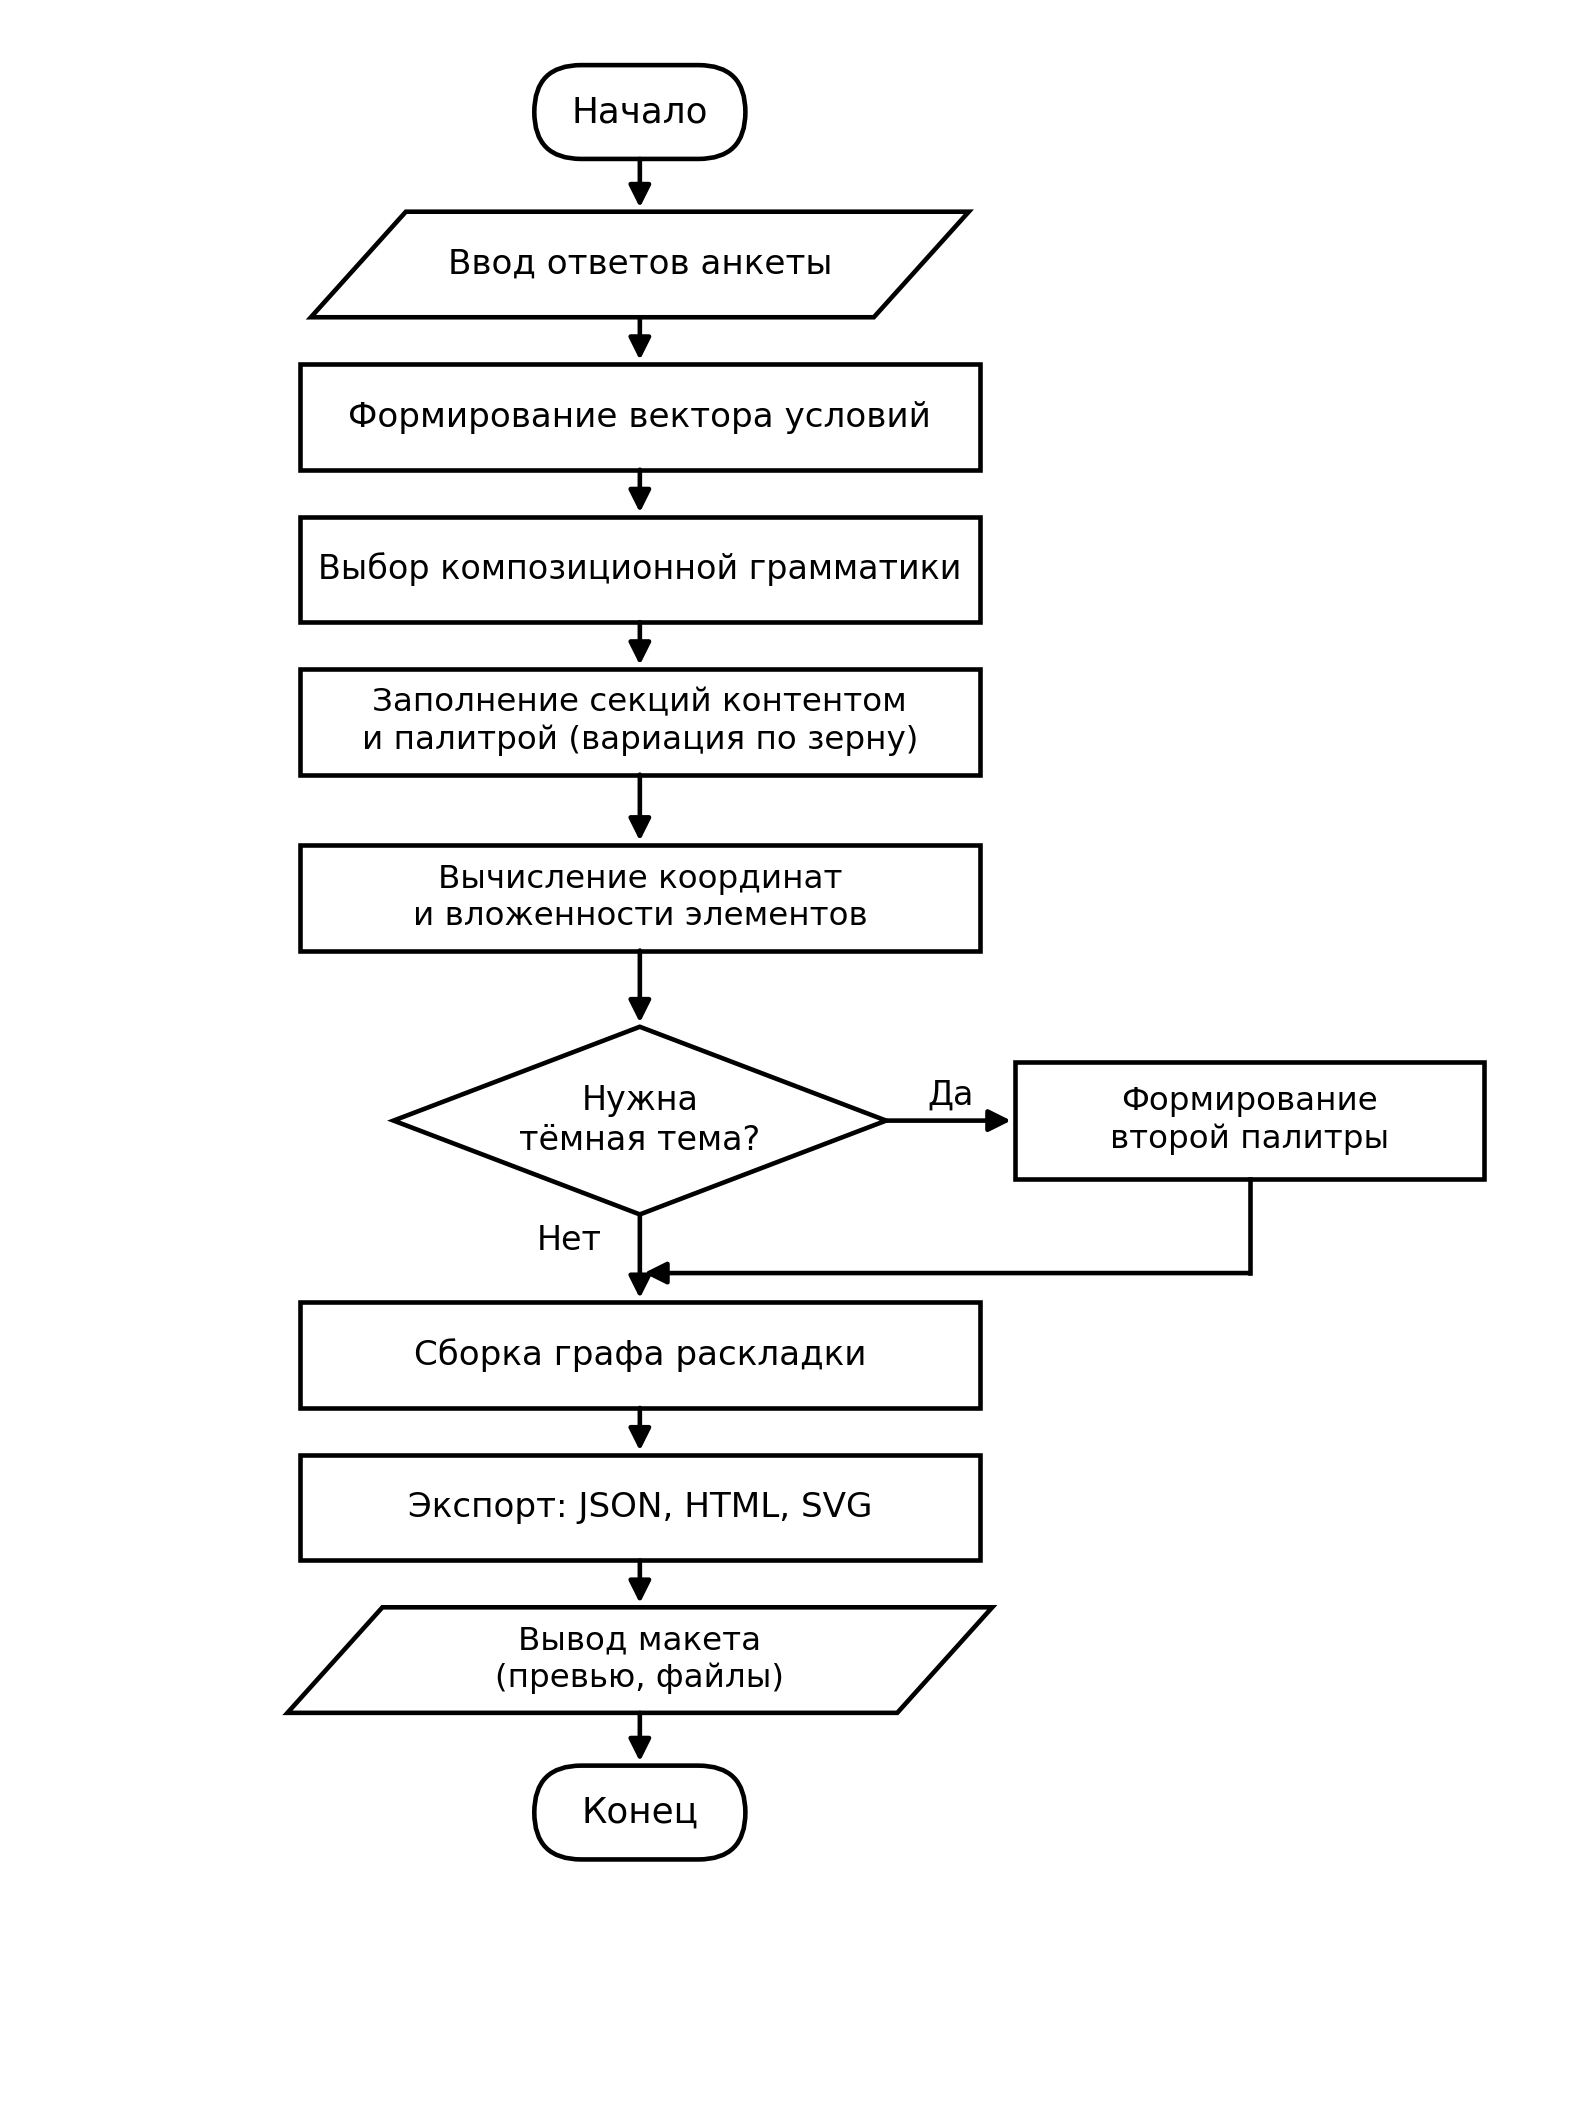 Начало
Ввод ответов анкеты
Формирование вектора условий
Выбор композиционной грамматики
Заполнение секций контентом
и палитрой (вариация по зерну)
Вычисление координат
и вложенности элементов
Нужна
тёмная тема?
Да
Формирование
второй палитры
Нет
Сборка графа раскладки
Экспорт: JSON, HTML, SVG
Вывод макета
(превью, файлы)
Конец